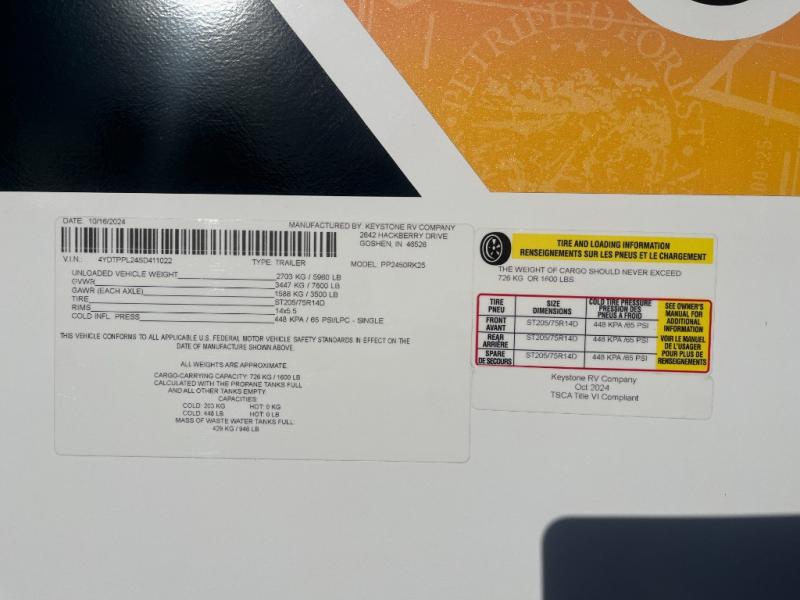 PETRIFIED FOREST
DATE: 10/16/2024
MANUFACTURED BY: KEYSTONE RV COMPANY
2642 HACKBERRY DRIVE
GOSHEN, IN 46526
V.I.N.: 4YDTPPL245D411022 TYPE: TRAILER MODEL: PP2450RK25
UNLOADED VEHICLE WEIGHT 2703 KG / 5960 LB
GVWR 3447 KPG / 7600 LB
GAWR (EACH AXLE) 1588 KG / 3500 LB
TIRE ST205/75R14D
RIMS 14x5.5
COLD INFL. PRESS 448 KPA / 65 PSI/LPC - SINGLE
THIS VEHICLE CONFORMS TO ALL APPLICABLE U.S. FEDERAL MOTOR VEHICLE SAFETY STANDARDS IN EFFECT ON THE
DATE OF MANUFACTURE SHOWN ABOVE.
ALL WEIGHTS ARE APPROXIMATE.
CARGO-CARRYING CAPACITY: 726 KG / 1600 LB
CALCULATED WITH THE PROPANE TANKS FULL
AND ALL OTHER TANKS EMPTY.
CAPACITIES:
COLD: 203 KG HOT: 0 KG
COLD: 448 LB HOT: 0 LB
MASS OF WASTE WATER TANKS FULL:
429 KG / 946 LB
TIRE AND LOADING INFORMATION
RENSEIGNEMENTS SUR LES PNEUS ET LE CHARGEMENT
THE WEIGHT OF CARGO SHOULD NEVER EXCEED
726 KG OR 1600 LBS
TIRE
PNEU
SIZE
DIMENSIONS
COLD TIRE PRESSURE
PRESSION DES
PNEUS A FROID
SEE OWNER'S
MANUAL FOR
ADDITIONAL
INFORMATION
VOIR LE MANUEL
DE L'USAGER
POUR PLUS DE
RENSEIGNEMENTS
FRONT
AVANT
ST205/75R14D 448 KPA /65 PSI
REAR
ARRIÈRE
ST205/75R14D 448 KPA /65 PSI
SPARE
DE SECOURS
ST205/75R14D 448 KPA /65 PSI
Keystone RV Company
Oct 2024
TSCA Title VI Compliant